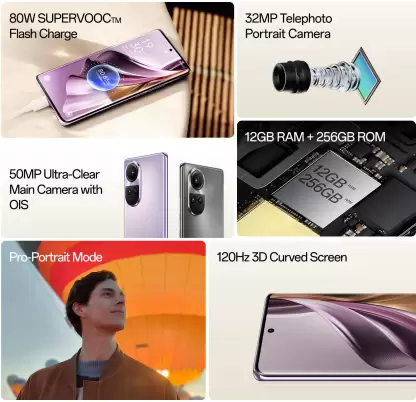 80W SUPERVOOC™
Flash Charge
32MP Telephoto
Portrait Camera
50MP Ultra-Clear
Main Camera with
OIS
12GB RAM + 256GB ROM
12GB
256GB
Pro-Portrait Mode
120Hz 3D Curved Screen